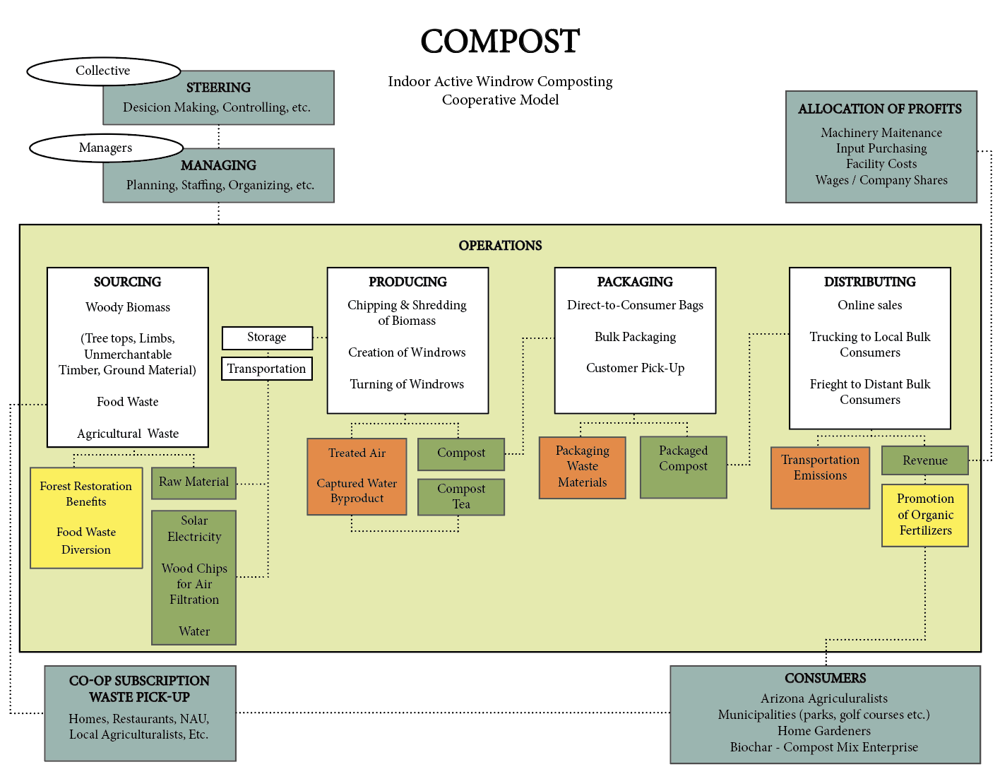 COMPOST
Indoor Active Windrow Composting
Cooperative Model
Collective
STEERING
Desicion Making, Controlling, etc.
Managers
MANAGING
Planning, Staffing, Organizing, etc.
ALLOCATION OF PROFITS
Machinery Maitenance
Input Purchasing
Facility Costs
Wages / Company Shares
OPERATIONS
SOURCING
Woody Biomass
(Tree tops, Limbs,
Unmerchantable
Timber, Ground Material)
Food Waste
Agricultural Waste
Storage
Transportation
PRODUCING
Chipping & Shredding
of Biomass
Creation of Windrows
Turning of Windrows
PACKAGING
Direct-to-Consumer Bags
Bulk Packaging
Customer Pick-Up
DISTRIBUTING
Online sales
Trucking to Local Bulk
Consumers
Frieght to Distant Bulk
Consumers
Forest Restoration
Benefits
Food Waste
Diversion
Raw Material
Solar
Electricity
Wood Chips
for Air
Filtration
Water
Treated Air
Captured Water
Byproduct
Compost
Compost
Tea
Packaging
Waste
Materials
Packaged
Compost
Transportation
Emissions
Revenue
Promotion
of Organic
Fertilizers
CO-OP SUBSCRIPTION
WASTE PICK-UP
Homes, Restaurants, NAU,
Local Agriculturalists, Etc.
CONSUMERS
Arizona Agriculuralists
Municipalities (parks, golf courses etc.)
Home Gardeners
Biochar - Compost Mix Enterprise